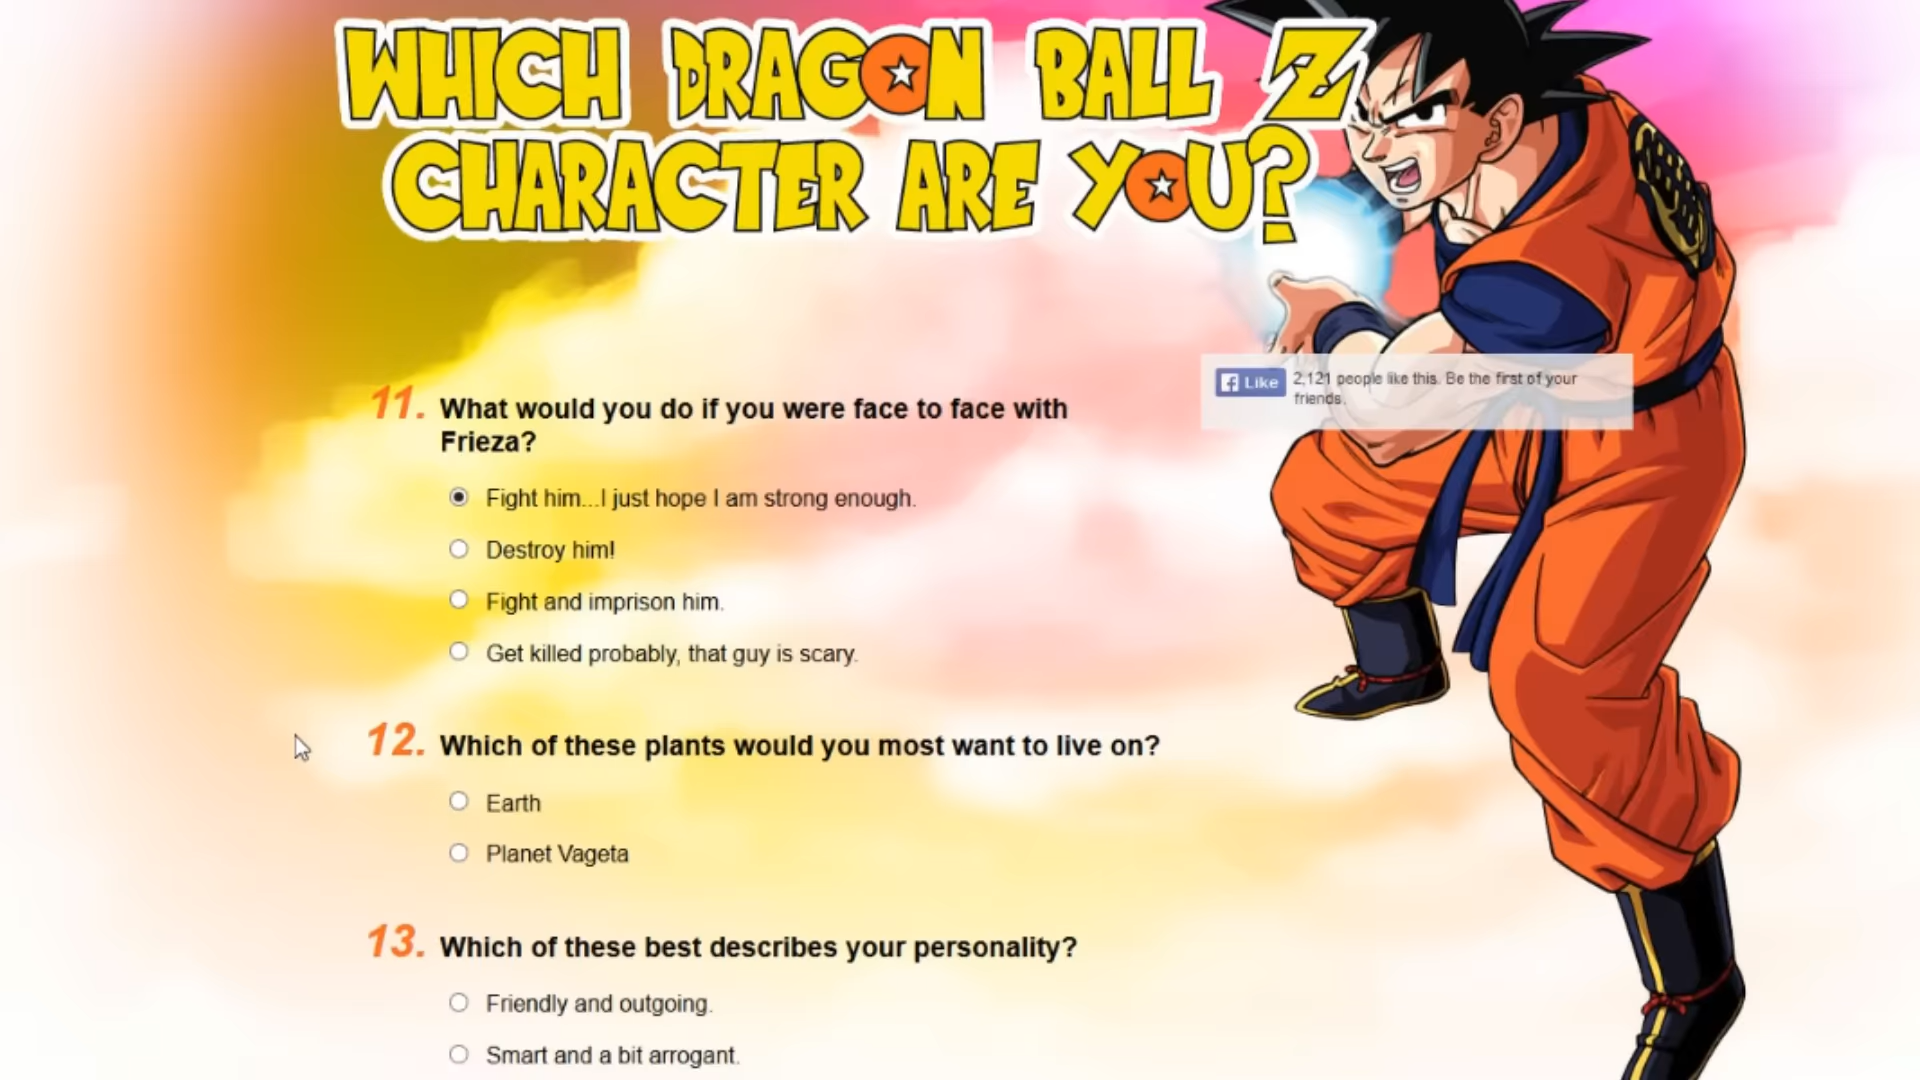 WHICH DRAGON BALL Z
CHARACTER ARE YOU?
11. What would you do if you were face to face with
Frieza?
Fight him...I just hope I am strong enough.
Destroy him!
Fight and imprison him.
Get killed probably, that guy is scary.
Like 2,121 people like this. Be the first of your
friends.
12. Which of these plants would you most want to live on?
Earth
Planet Vageta
13. Which of these best describes your personality?
Friendly and outgoing.
Smart and a bit arrogant.